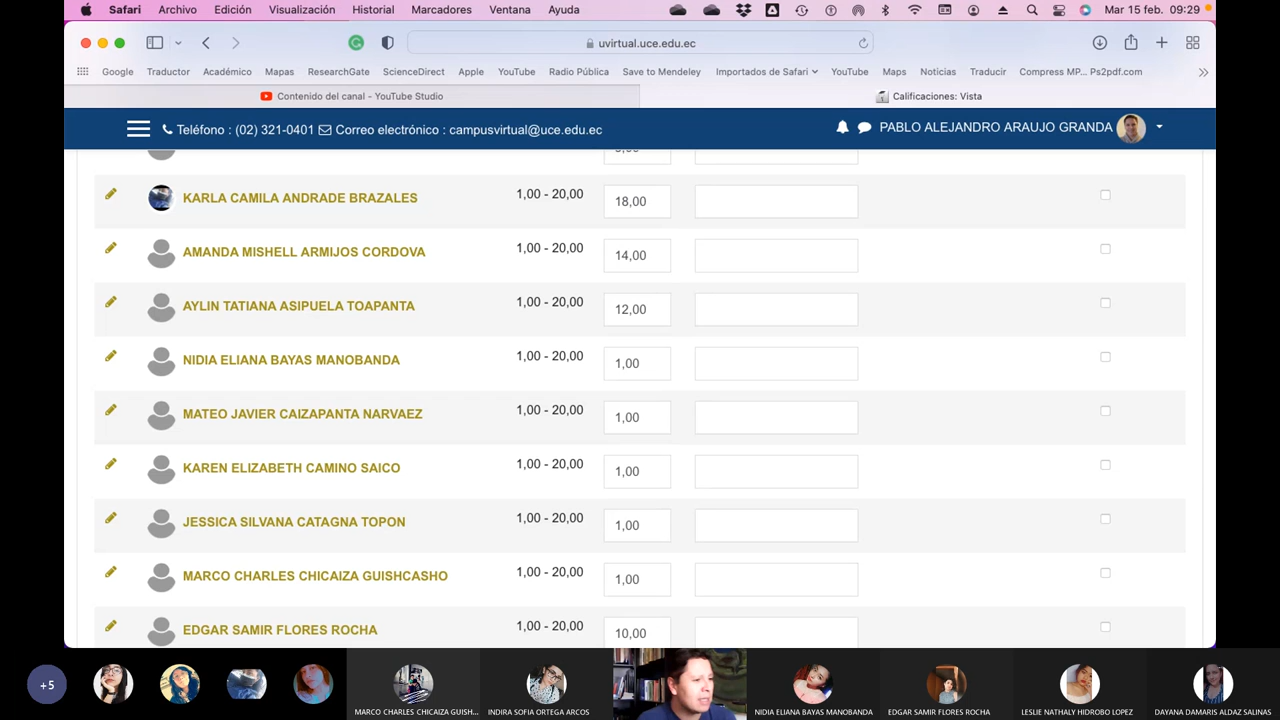 Safari Archivo Edición Visualización Historial Marcadores Ventana Ayuda Mar 15 feb. 09:29
uvirtual.uce.edu.ec
Google Traductor Académico Mapas ResearchGate ScienceDirect Apple YouTube Radio Pública Save to Mendeley Importados de Safari YouTube Maps Noticias Traducir Compress MP... Ps2pdf.com
Contenido del canal - YouTube Studio Calificaciones: Vista
Teléfono : (02) 321-0401 Correo electrónico : campusvirtual@uce.edu.ec PABLO ALEJANDRO ARAUJO GRANDA
KARLA CAMILA ANDRADE BRAZALES 1,00 - 20,00 18,00
AMANDA MISHELL ARMIJOS CORDOVA 1,00 - 20,00 14,00
AYLIN TATIANA ASIPUELA TOAPANTA 1,00 - 20,00 12,00
NIDIA ELIANA BAYAS MANOBANDA 1,00 - 20,00 1,00
MATEO JAVIER CAIZAPANTA NARVAEZ 1,00 - 20,00 1,00
KAREN ELIZABETH CAMINO SAICO 1,00 - 20,00 1,00
JESSICA SILVANA CATAGNA TOPON 1,00 - 20,00 1,00
MARCO CHARLES CHICAIZA GUISHCASHO 1,00 - 20,00 1,00
EDGAR SAMIR FLORES ROCHA 1,00 - 20,00 10,00
+5
MARCO CHARLES CHICAIZA GUISH... INDIRA SOFIA ORTEGA ARCOS NIDIA ELIANA BAYAS MANOBANDA EDGAR SAMIR FLORES ROCHA LESLIE NATHALY HIDROBO LOPEZ DAYANA DAMARIS ALDAZ SALINAS